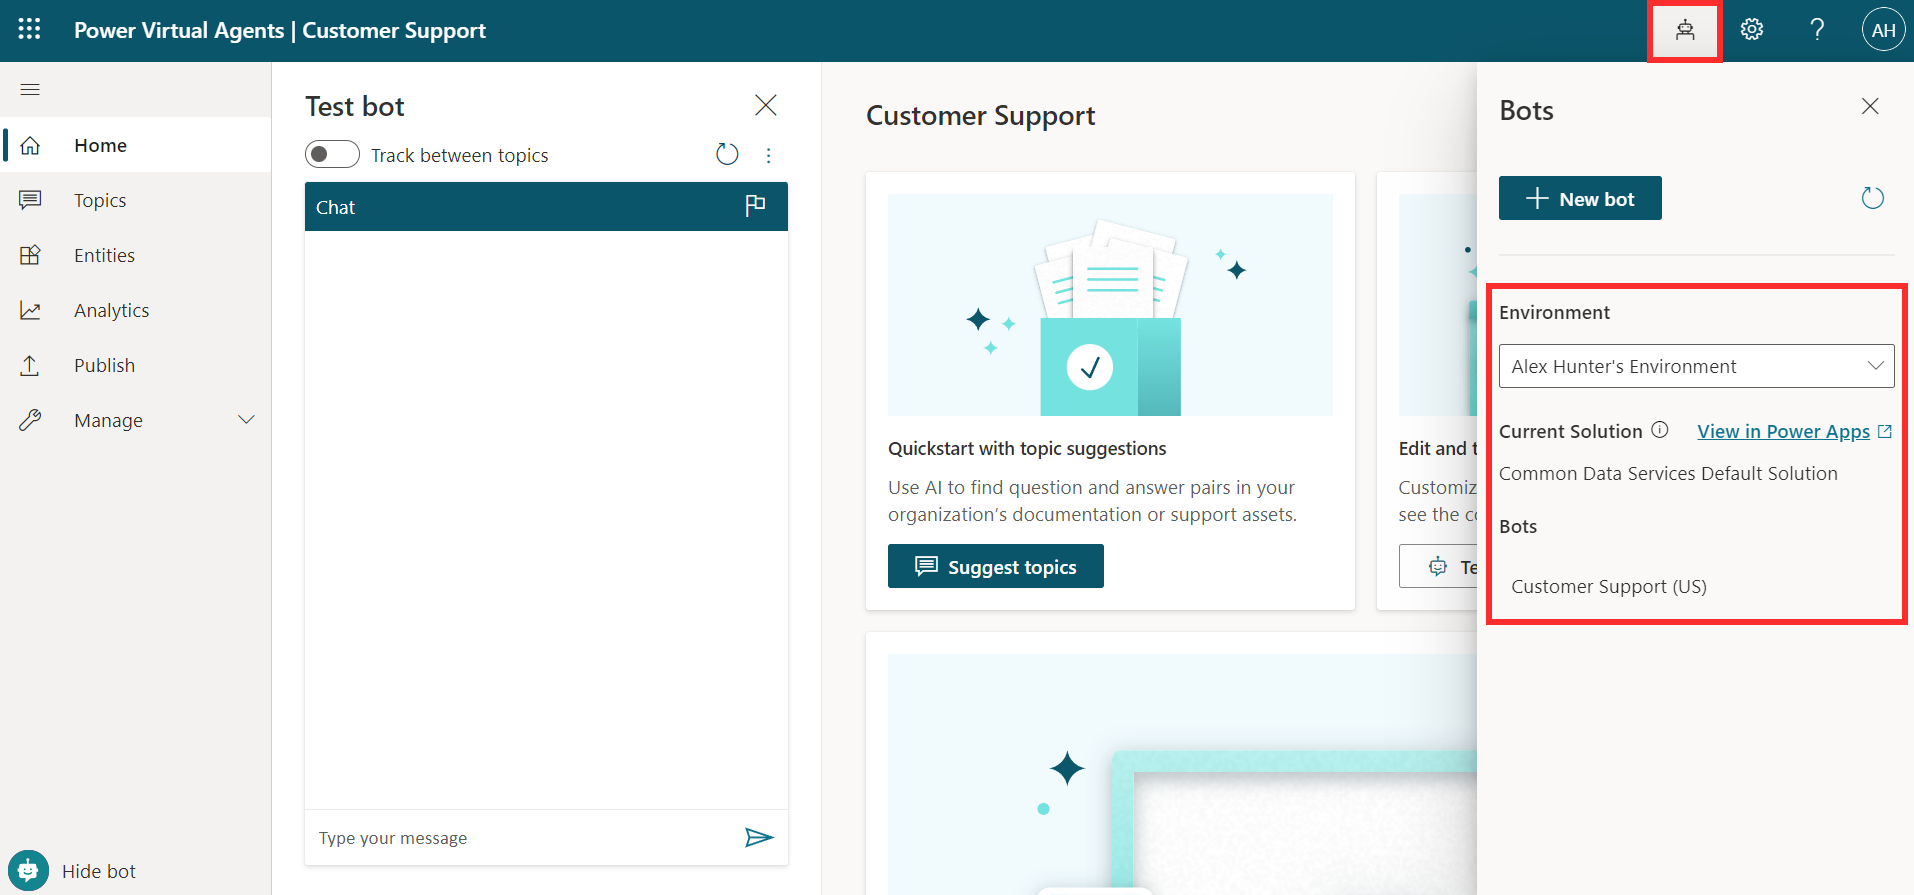 Power Virtual Agents | Customer Support
AH
Home
Topics
Entities
Analytics
Publish
Manage
Hide bot
Test bot
Track between topics
Chat
Type your message
Customer Support
Quickstart with topic suggestions
Use AI to find question and answer pairs in your
organization's documentation or support assets.
Suggest topics
Edit and t
Customiz
see the co
Te
Bots
New bot
Environment
Alex Hunter's Environment
Current Solution View in Power Apps
Common Data Services Default Solution
Bots
Customer Support (US)